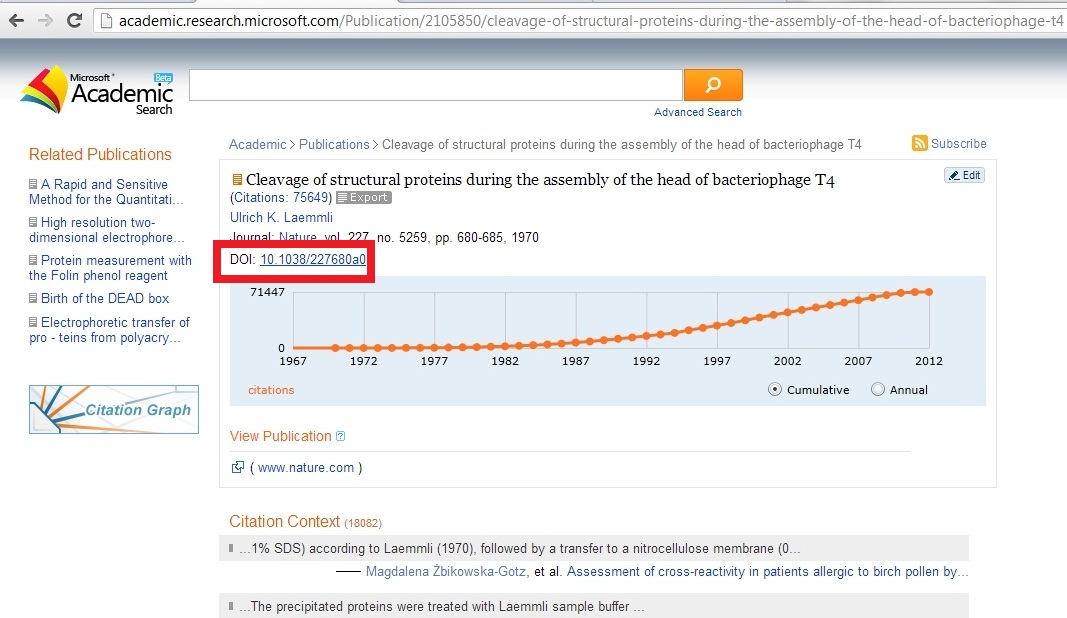 academic.research.microsoft.com/Publication/2105850/cleavage-of-structural-proteins-during-the-assembly-of-the-head-of-bacteriophage-t4
Microsoft®
Beta
Academic
Search
Advanced Search
Related Publications
A Rapid and Sensitive
Method for the Quantitati...
High resolution two-
dimensional electrophore...
Protein measurement with
the Folin phenol reagent
Birth of the DEAD box
Electrophoretic transfer of
pro - teins from polyacry...
Citation Graph
Academic > Publications > Cleavage of structural proteins during the assembly of the head of bacteriophage T4
Subscribe
Cleavage of structural proteins during the assembly of the head of bacteriophage T4
Edit
(Citations: 75649) Export
Ulrich K. Laemmli
Journal: Nature, vol. 227, no. 5259, pp. 680-685, 1970
DOI: 10.1038/227680a0
71447
0
1967 1972 1977 1982 1987 1992 1997 2002 2007 2012
citations
Cumulative Annual
View Publication ?
( www.nature.com )
Citation Context (18082)
...1% SDS) according to Laemmli (1970), followed by a transfer to a nitrocellulose membrane (0...
Magdalena Żbikowska-Gotz, et al. Assessment of cross-reactivity in patients allergic to birch pollen by...
...The precipitated proteins were treated with Laemmli sample buffer ...